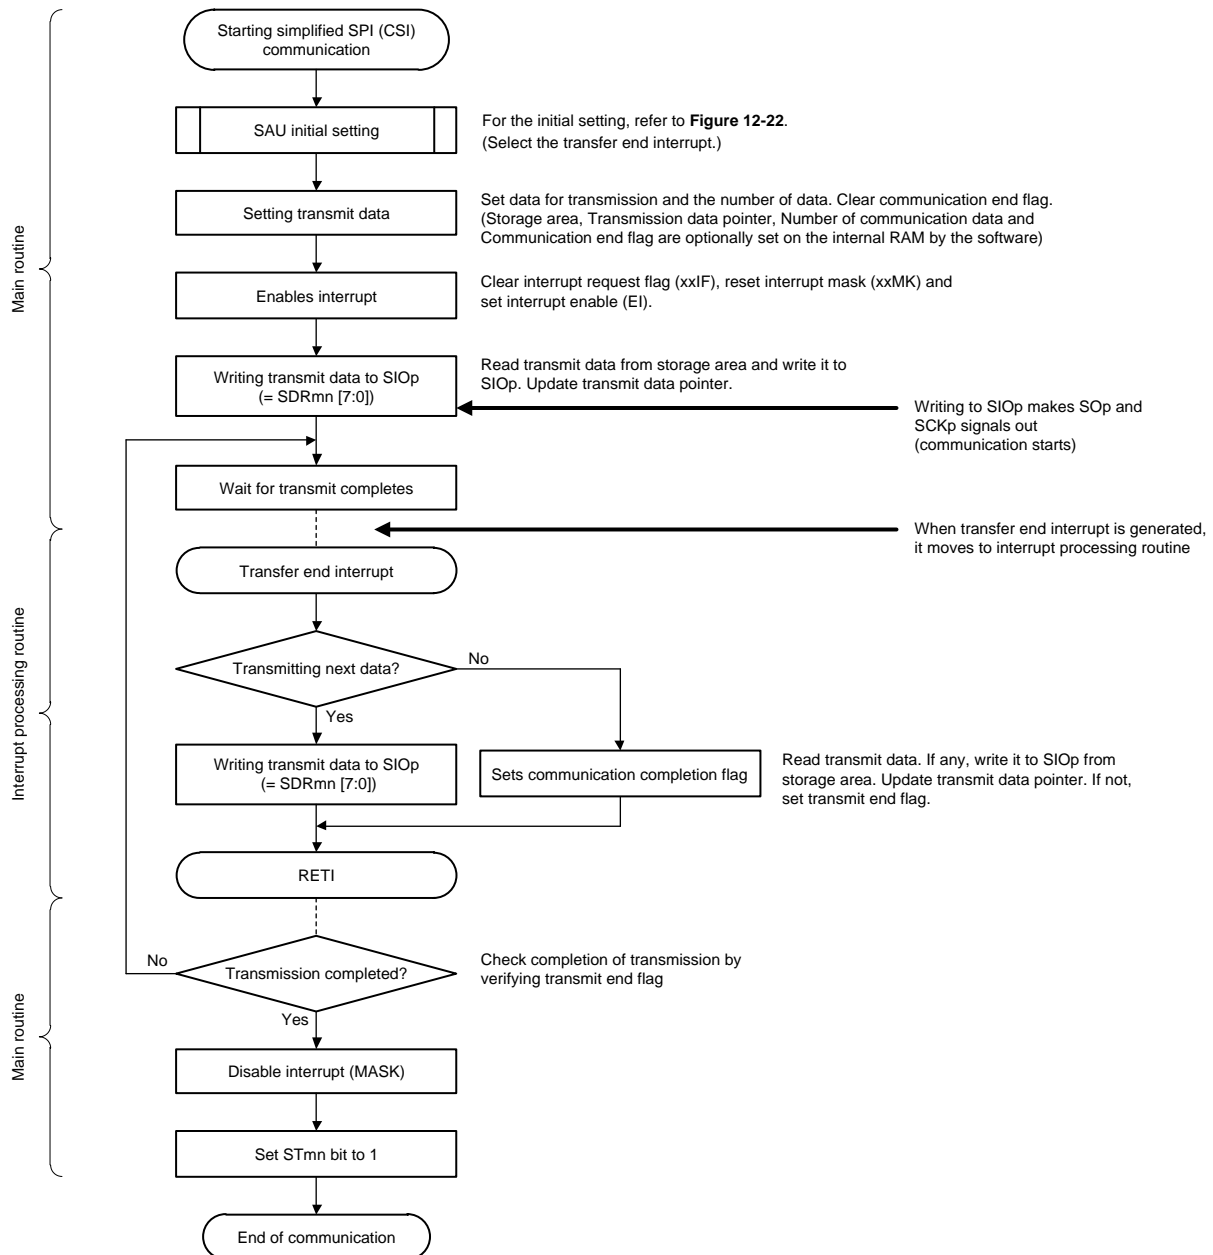 Starting simplified SPI (CSI)
communication
SAU initial setting
For the initial setting, refer to Figure 12-22.
(Select the transfer end interrupt.)
Setting transmit data
Set data for transmission and the number of data. Clear communication end flag.
(Storage area, Transmission data pointer, Number of communication data and
Communication end flag are optionally set on the internal RAM by the software)
Main routine
Enables interrupt
Clear interrupt request flag (xxIF), reset interrupt mask (xxMK) and
set interrupt enable (EI).
Writing transmit data to SIOp
(= SDRmn [7:0])
Read transmit data from storage area and write it to
SIOp. Update transmit data pointer.
Writing to SIOp makes SOp and
SCKp signals out
(communication starts)
Wait for transmit completes
When transfer end interrupt is generated,
it moves to interrupt processing routine
Transfer end interrupt
Transmitting next data?
No
Yes
Interrupt processing routine
Writing transmit data to SIOp
(= SDRmn [7:0])
Sets communication completion flag
Read transmit data. If any, write it to SIOp from
storage area. Update transmit data pointer. If not,
set transmit end flag.
RETI
No
Transmission completed?
Check completion of transmission by
verifying transmit end flag
Yes
Main routine
Disable interrupt (MASK)
Set STmn bit to 1
End of communication